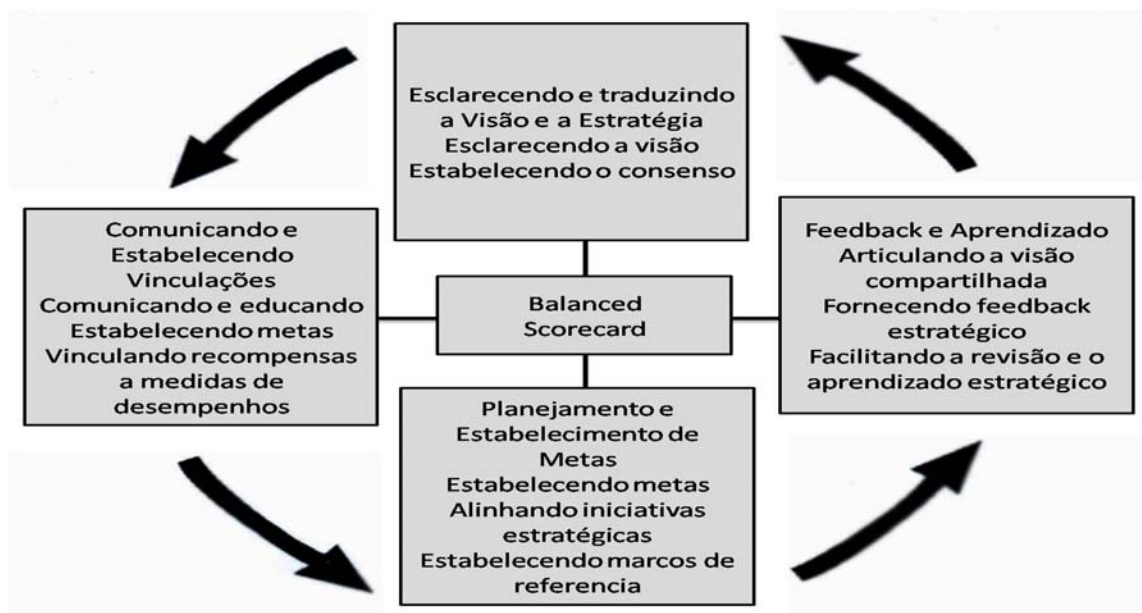 Esclarecendo e traduzindo
a Visão e a Estratégia
Esclarecendo a visão
Estabelecendo o consenso
Comunicando e
Estabelecendo
Vinculações
Comunicando e educando
Estabelecendo metas
Vinculando recompensas
a medidas de
desempenhos
Balanced
Scorecard
Feedback e Aprendizado
Articulando a visão
compartilhada
Fornecendo feedback
estratégico
Facilitando a revisão e o
aprendizado estratégico
Planejamento e
Estabelecimento de
Metas
Estabelecendo metas
Alinhando iniciativas
estratégicas
Estabelecendo marcos de
referencia